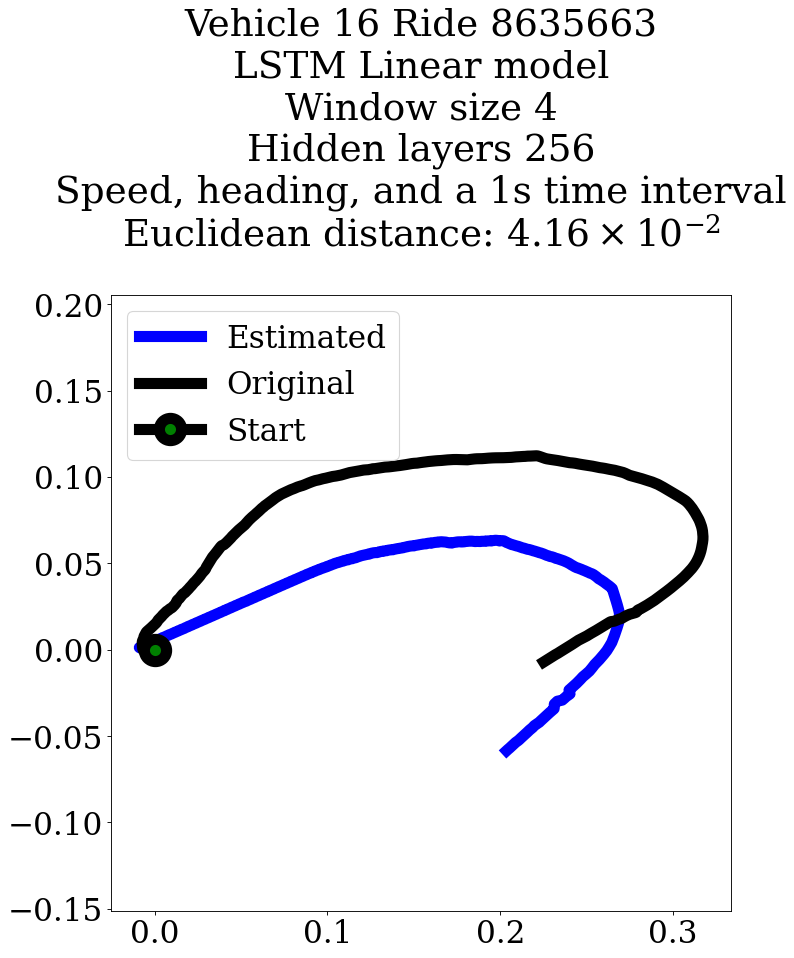 Vehicle 16 Ride 8635663
LSTM Linear model
Window size 4
Hidden layers 256
Speed, heading, and a 1s time interval
Euclidean distance: 4.16 × 10⁻²
Estimated
Original
Start
0.20
0.15
0.10
0.05
0.00
−0.05
−0.10
−0.15
0.0 0.1 0.2 0.3